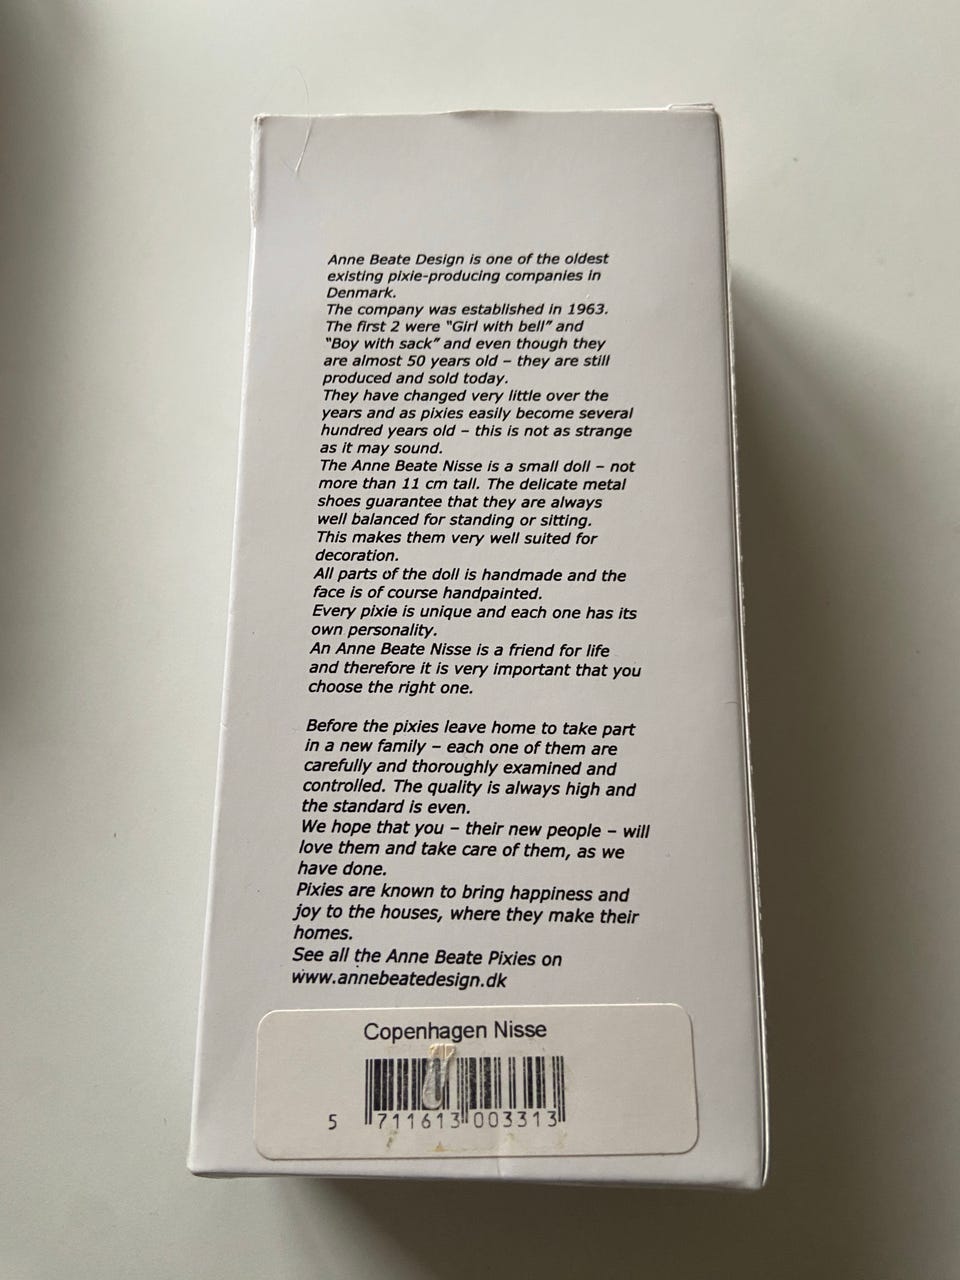 Anne Beate Design is one of the oldest
existing pixie-producing companies in
Denmark.
The company was established in 1963.
The first 2 were “Girl with bell” and
“Boy with sack” and even though they
are almost 50 years old – they are still
produced and sold today.
They have changed very little over the
years and as pixies easily become several
hundred years old – this is not as strange
as it may sound.
The Anne Beate Nisse is a small doll – not
more than 11 cm tall. The delicate metal
shoes guarantee that they are always
well balanced for standing or sitting.
This makes them very well suited for
decoration.
All parts of the doll is handmade and the
face is of course handpainted.
Every pixie is unique and each one has its
own personality.
An Anne Beate Nisse is a friend for life
and therefore it is very important that you
choose the right one.
Before the pixies leave home to take part
in a new family – each one of them are
carefully and thoroughly examined and
controlled. The quality is always high and
the standard is even.
We hope that you – their new people – will
love them and take care of them, as we
have done.
Pixies are known to bring happiness and
joy to the houses, where they make their
homes.
See all the Anne Beate Pixies on
www.annebeatedesign.dk
Copenhagen Nisse
5 711613 003313